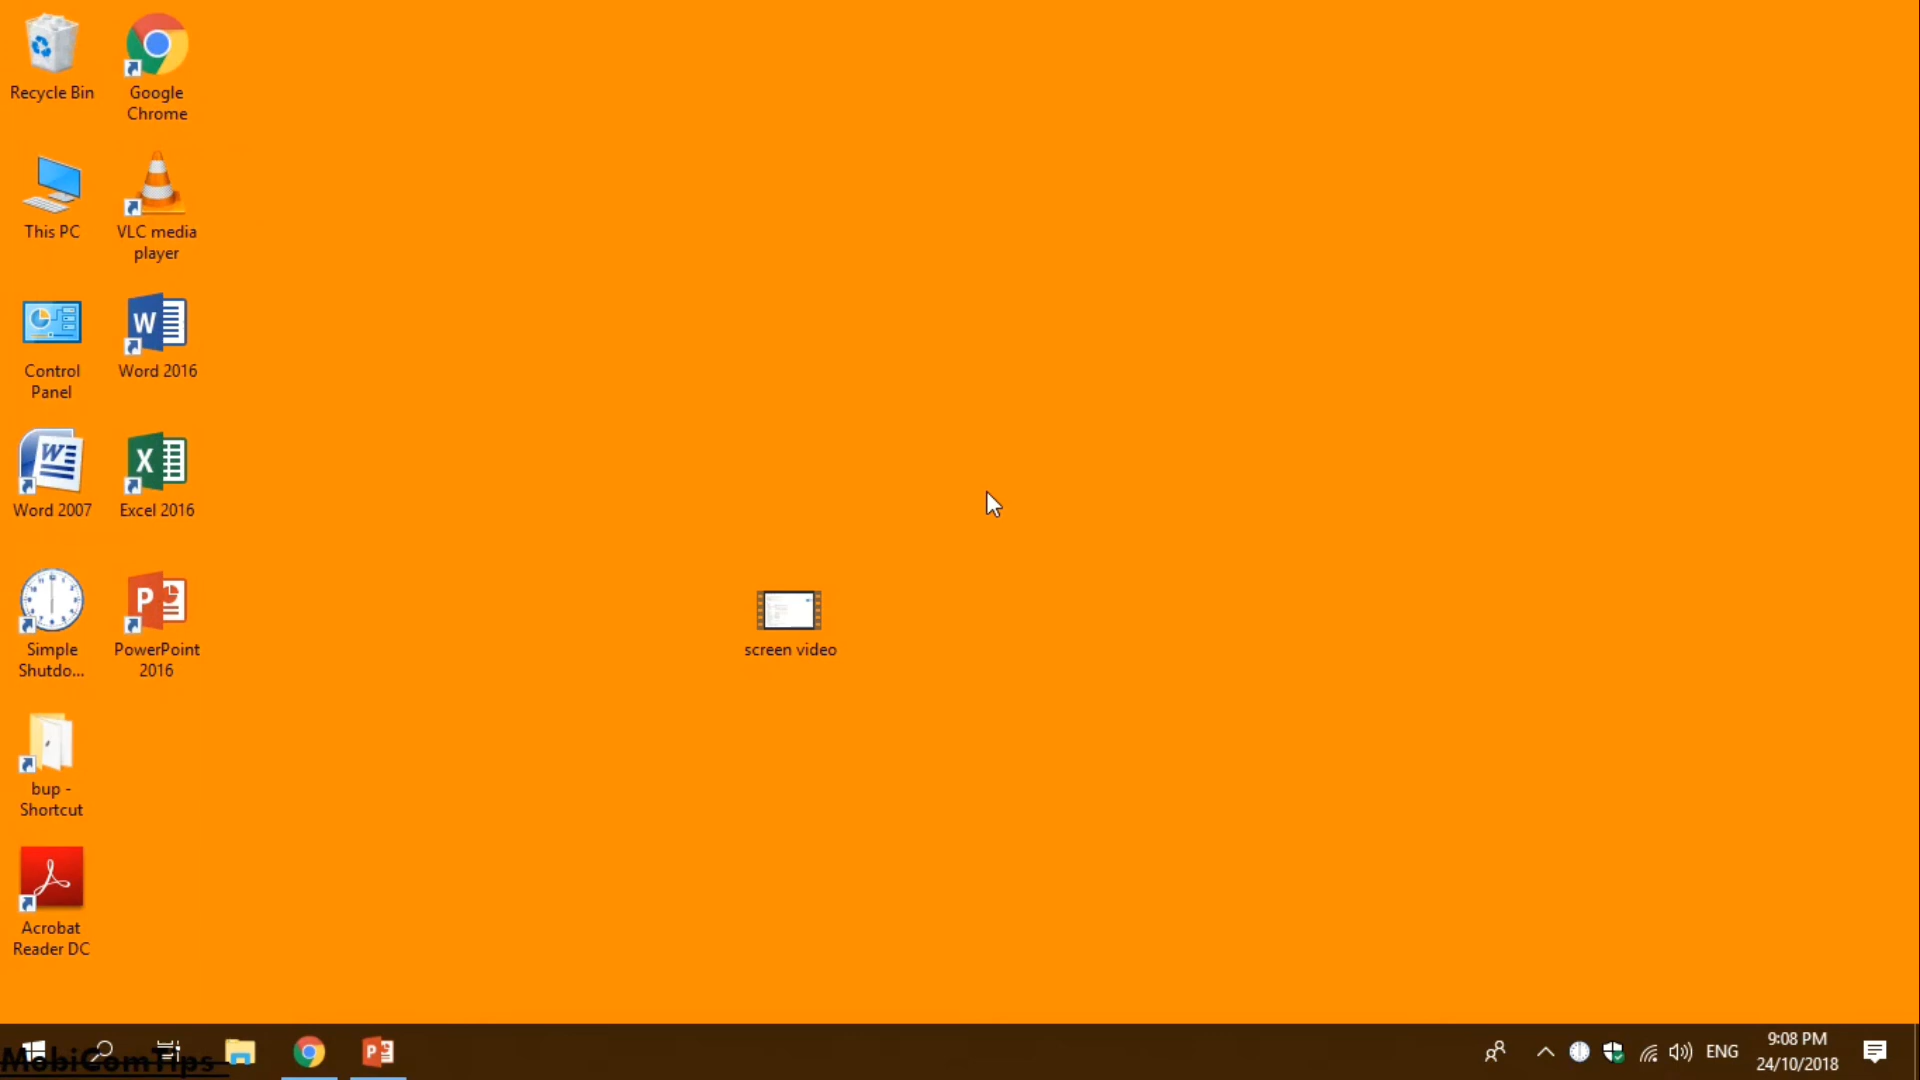 Recycle Bin
Google
Chrome
This PC
VLC media
player
Control
Panel
Word 2016
Word 2007
Excel 2016
Simple
Shutdo...
PowerPoint
2016
screen video
bup -
Shortcut
Acrobat
Reader DC
MobiComTips
ENG
9:08 PM
24/10/2018